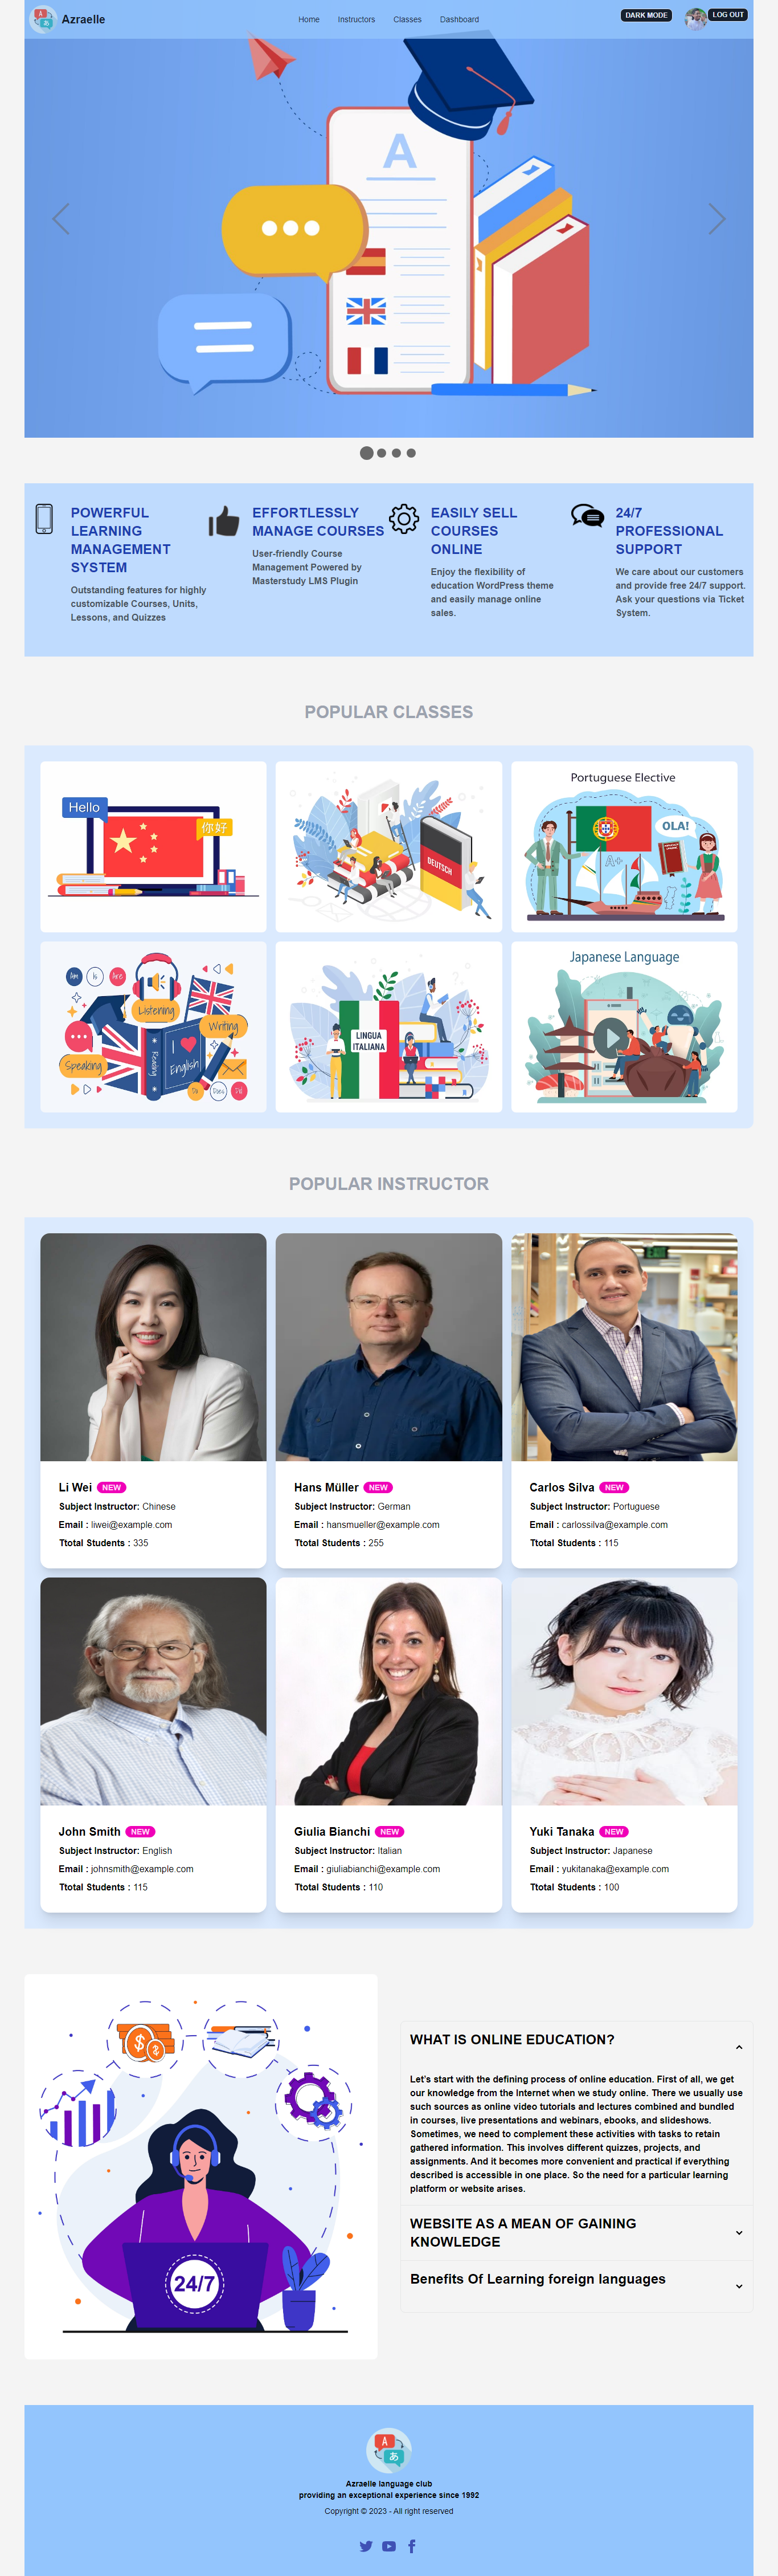 Azraelle
Home Instructors Classes Dashboard
DARK MODE
LOG OUT
A
POWERFUL
LEARNING
MANAGEMENT
SYSTEM
Outstanding features for highly
customizable Courses, Units,
Lessons, and Quizzes
EFFORTLESSLY
MANAGE COURSES
User-friendly Course
Management Powered by
Masterstudy LMS Plugin
EASILY SELL
COURSES
ONLINE
Enjoy the flexibility of
education WordPress theme
and easily manage online
sales.
24/7
PROFESSIONAL
SUPPORT
We care about our customers
and provide free 24/7 support.
Ask your questions via Ticket
System.
POPULAR CLASSES
Hello
你好
DEUTSCH
Portuguese Elective
OLA!
A+
Am Is Are
Listening
Writing
Speaking
Reading
I
English
Do Does Did
LINGUA
ITALIANA
Japanese Language
POPULAR INSTRUCTOR
Li Wei NEW
Subject Instructor: Chinese
Email : liwei@example.com
Ttotal Students : 335
Hans Müller NEW
Subject Instructor: German
Email : hansmueller@example.com
Ttotal Students : 255
Carlos Silva NEW
Subject Instructor: Portuguese
Email : carlossilva@example.com
Ttotal Students : 115
John Smith NEW
Subject Instructor: English
Email : johnsmith@example.com
Ttotal Students : 115
Giulia Bianchi NEW
Subject Instructor: Italian
Email : giuliabianchi@example.com
Ttotal Students : 110
Yuki Tanaka NEW
Subject Instructor: Japanese
Email : yukitanaka@example.com
Ttotal Students : 100
24/7
WHAT IS ONLINE EDUCATION?
Let's start with the defining process of online education. First of all, we get
our knowledge from the Internet when we study online. There we usually use
such sources as online video tutorials and lectures combined and bundled
in courses, live presentations and webinars, ebooks, and slideshows.
Sometimes, we need to complement these activities with tasks to retain
gathered information. This involves different quizzes, projects, and
assignments. And it becomes more convenient and practical if everything
described is accessible in one place. So the need for a particular learning
platform or website arises.
WEBSITE AS A MEAN OF GAINING
KNOWLEDGE
Benefits Of Learning foreign languages
A
あ
Azraelle language club
providing an exceptional experience since 1992
Copyright © 2023 - All right reserved